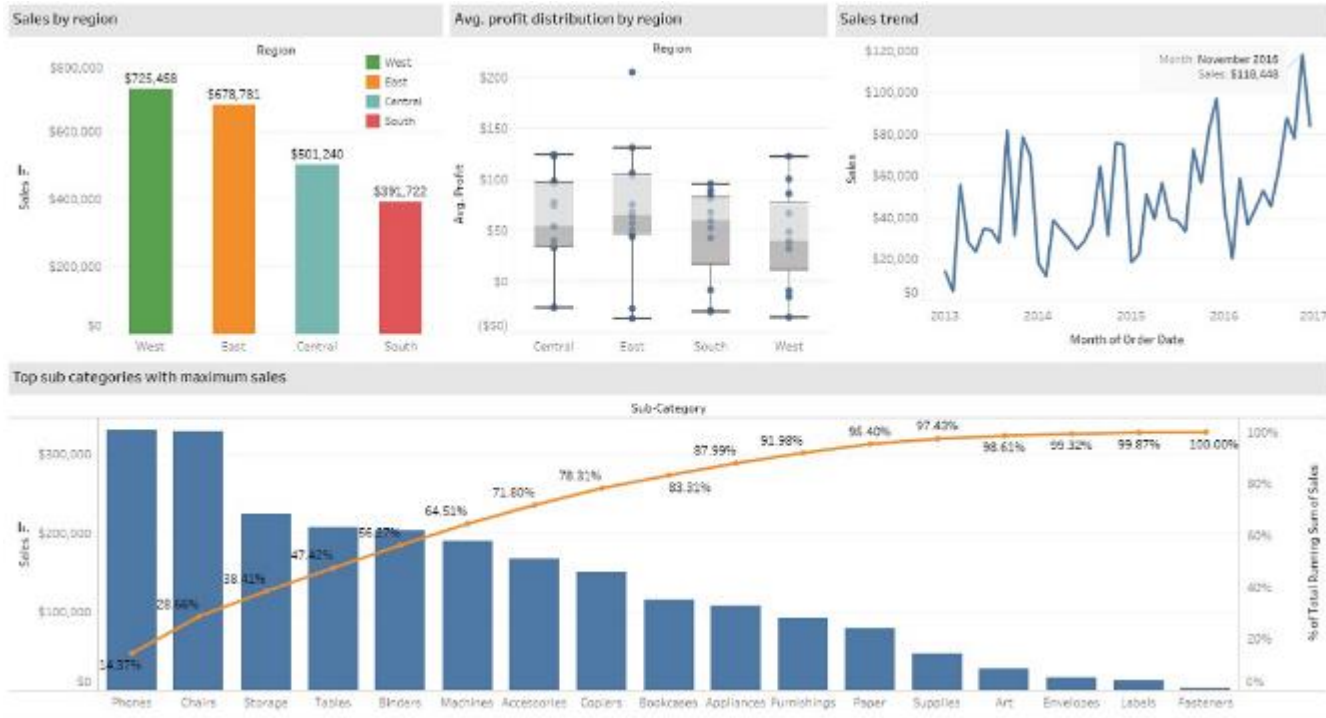 Sales by region
Region
West
East
Central
South
$800,000
$600,000
$400,000
$200,000
$0
Sales
$725,458
$678,781
$501,240
$391,722
West
East
Central
South
Avg. profit distribution by region
Region
$200
$150
$100
$50
$0
($50)
Avg. Profit
Central
East
South
West
Sales trend
$120,000
$100,000
$80,000
$60,000
$40,000
$20,000
$0
Sales
Month: November 2016
Sales: $118,448
2013
2014
2015
2016
2017
Month of Order Date
Top sub categories with maximum sales
Sub-Category
$300,000
$200,000
$100,000
$0
Sales
14.37%
28.66%
38.41%
47.42%
56.27%
64.51%
71.80%
78.31%
83.31%
87.99%
91.98%
95.40%
97.43%
98.61%
99.32%
99.87%
100.00%
100%
80%
60%
40%
20%
0%
% of Total Running Sum of Sales
Phones
Chairs
Storage
Tables
Binders
Machines
Accessories
Copiers
Bookcases
Appliances
Furnishings
Paper
Supplies
Art
Envelopes
Labels
Fasteners